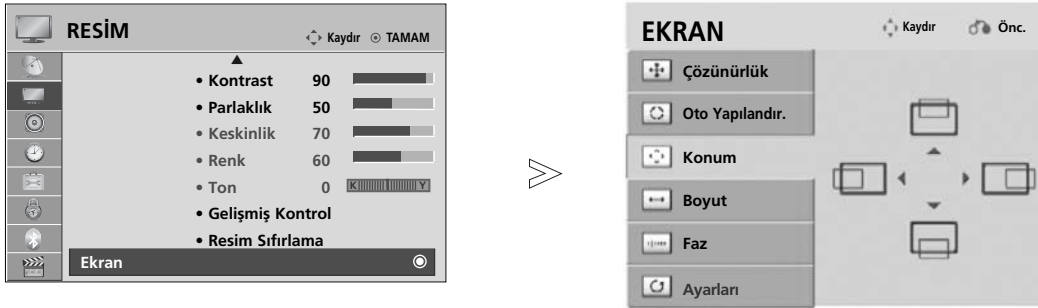 RESİM
Kaydır TAMAM
• Kontrast 90
• Parlaklık 50
• Keskinlik 70
• Renk 60
• Ton 0 K Y
• Gelişmiş Kontrol
• Resim Sıfırlama
Ekran
EKRAN
Kaydır Önc.
Çözünürlük
Oto Yapılandır.
Konum
Boyut
Faz
Ayarları